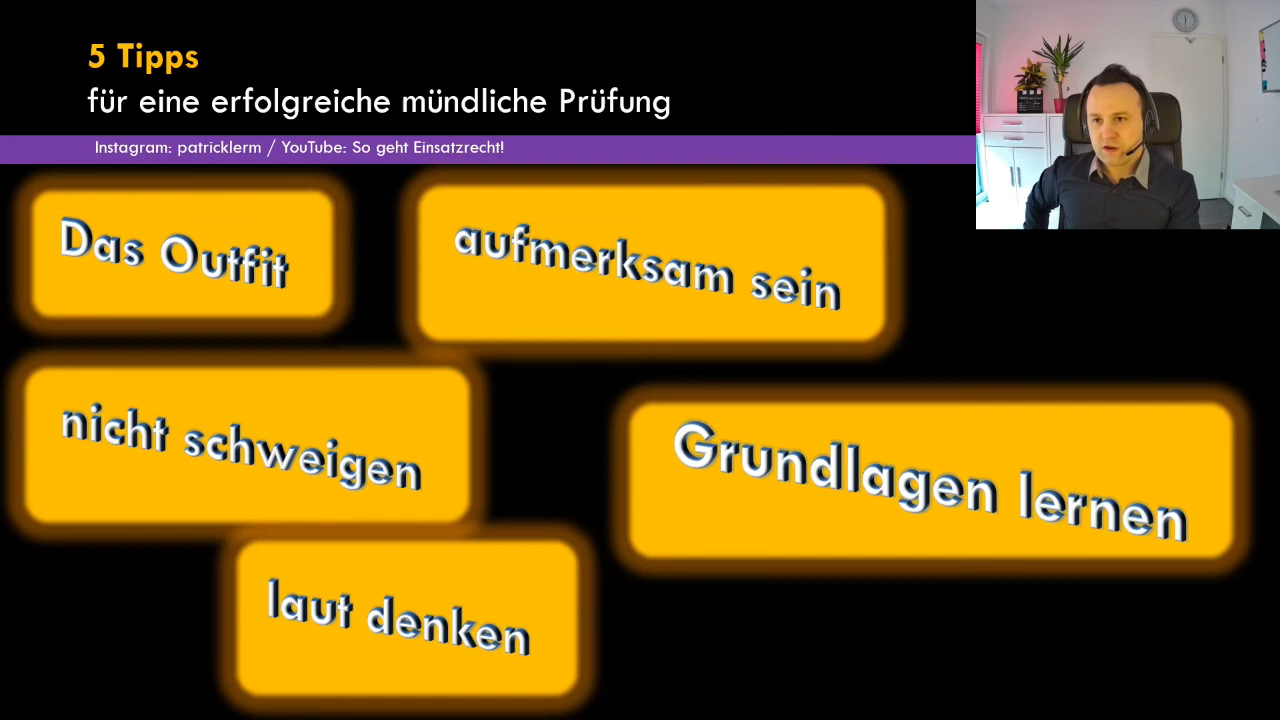 5 Tipps
für eine erfolgreiche mündliche Prüfung
Instagram: patricklerm / YouTube: So geht Einsatzrecht!
Das Outfit
aufmerksam sein
nicht schweigen
Grundlagen lernen
laut denken